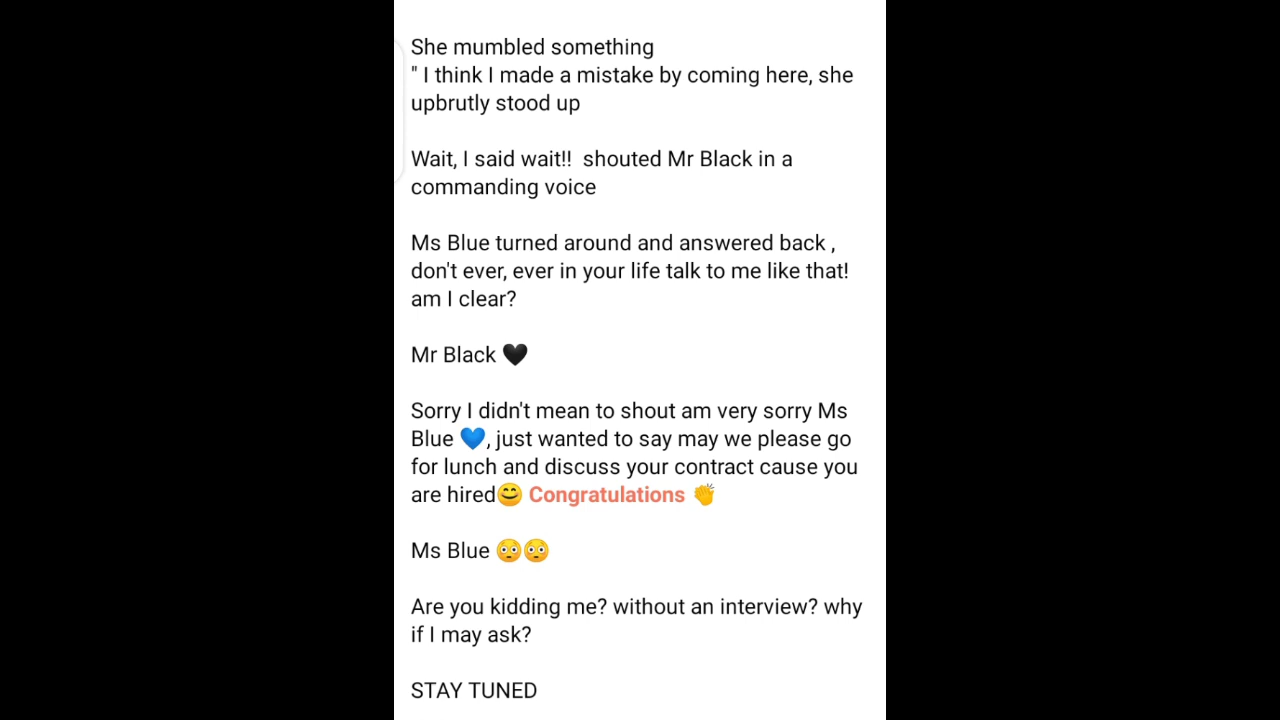 She mumbled something
" I think I made a mistake by coming here, she
upbrutly stood up
Wait, I said wait!!  shouted Mr Black in a
commanding voice
Ms Blue turned around and answered back ,
don't ever, ever in your life talk to me like that!
am I clear?
Mr Black 🖤
Sorry I didn't mean to shout am very sorry Ms
Blue 💙, just wanted to say may we please go
for lunch and discuss your contract cause you
are hired😊 Congratulations 👏
Ms Blue 😳😳
Are you kidding me? without an interview? why
if I may ask?
STAY TUNED